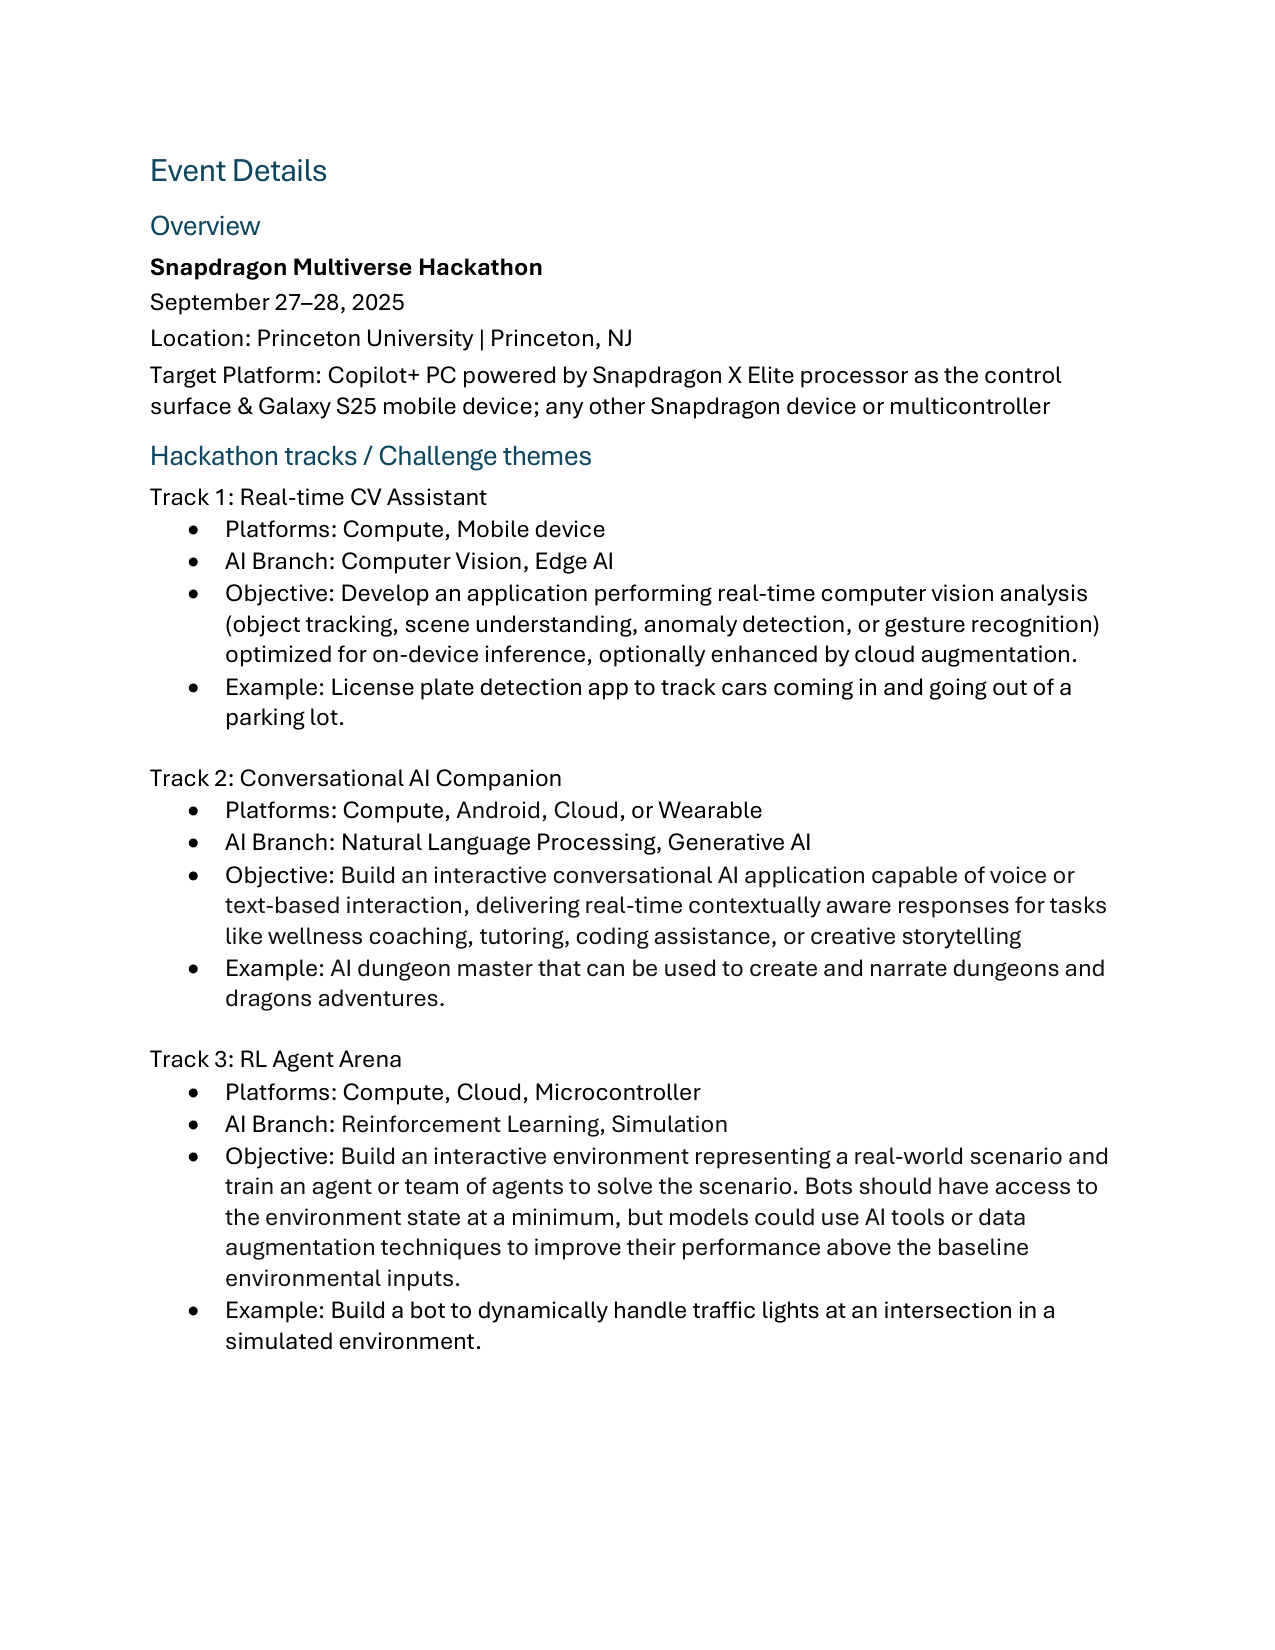 Event Details
Overview
Snapdragon Multiverse Hackathon
September 27–28, 2025
Location: Princeton University | Princeton, NJ
Target Platform: Copilot+ PC powered by Snapdragon X Elite processor as the control
surface & Galaxy S25 mobile device; any other Snapdragon device or multicontroller
Hackathon tracks / Challenge themes
Track 1: Real-time CV Assistant
• Platforms: Compute, Mobile device
• AI Branch: Computer Vision, Edge AI
• Objective: Develop an application performing real-time computer vision analysis
(object tracking, scene understanding, anomaly detection, or gesture recognition)
optimized for on-device inference, optionally enhanced by cloud augmentation.
• Example: License plate detection app to track cars coming in and going out of a
parking lot.
Track 2: Conversational AI Companion
• Platforms: Compute, Android, Cloud, or Wearable
• AI Branch: Natural Language Processing, Generative AI
• Objective: Build an interactive conversational AI application capable of voice or
text-based interaction, delivering real-time contextually aware responses for tasks
like wellness coaching, tutoring, coding assistance, or creative storytelling
• Example: AI dungeon master that can be used to create and narrate dungeons and
dragons adventures.
Track 3: RL Agent Arena
• Platforms: Compute, Cloud, Microcontroller
• AI Branch: Reinforcement Learning, Simulation
• Objective: Build an interactive environment representing a real-world scenario and
train an agent or team of agents to solve the scenario. Bots should have access to
the environment state at a minimum, but models could use AI tools or data
augmentation techniques to improve their performance above the baseline
environmental inputs.
• Example: Build a bot to dynamically handle traffic lights at an intersection in a
simulated environment.